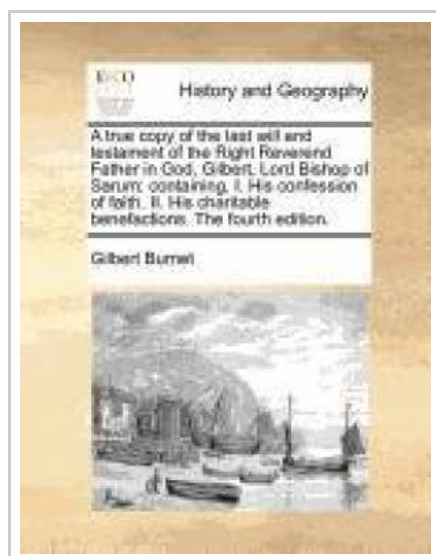 ECCO
History and Geography
A true copy of the last will and
testament of the Right Reverend
Father in God, Gilbert, Lord Bishop of
Sarum: containing, I. His confession
of faith. II. His charitable
benefactions. The fourth edition.
Gilbert Burnet